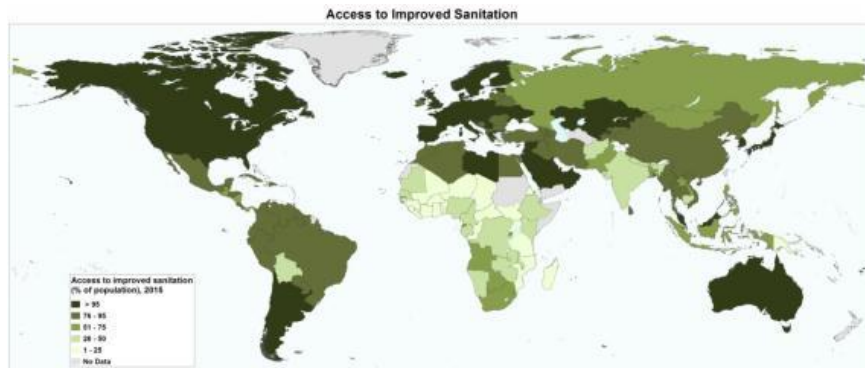 Access to Improved Sanitation
Access to improved sanitation
(% of population), 2015
> 95
76 - 95
51 - 75
26 - 50
1 - 25
No Data